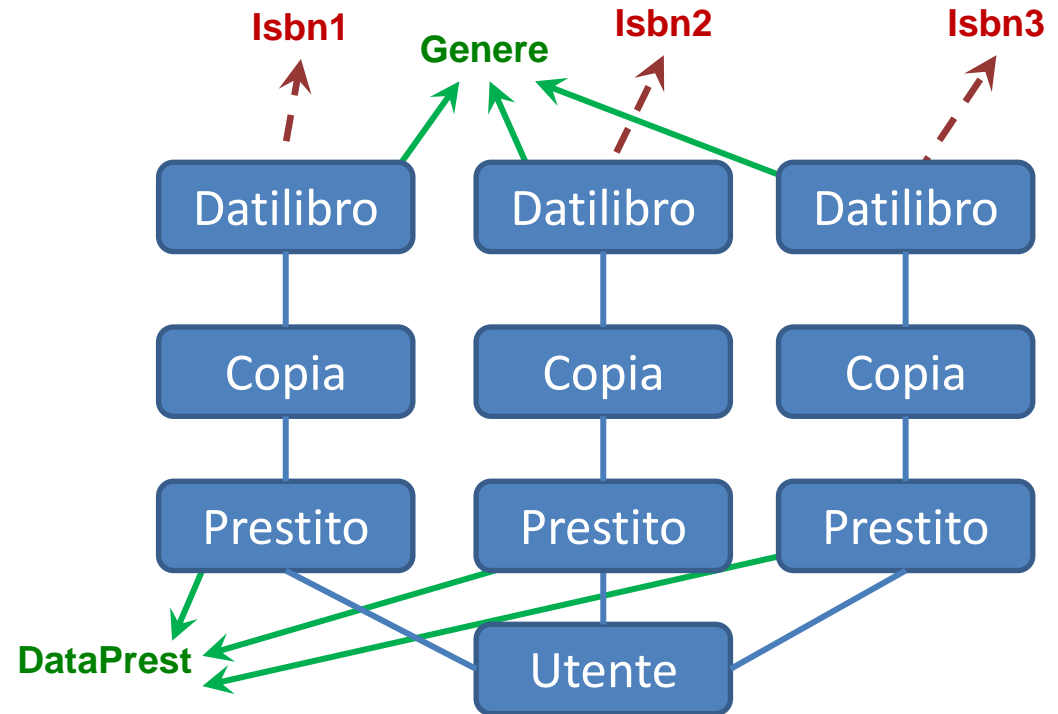 Isbn1
Isbn2
Isbn3
Genere
Datilibro
Datilibro
Datilibro
Copia
Copia
Copia
Prestito
Prestito
Prestito
DataPrest
Utente